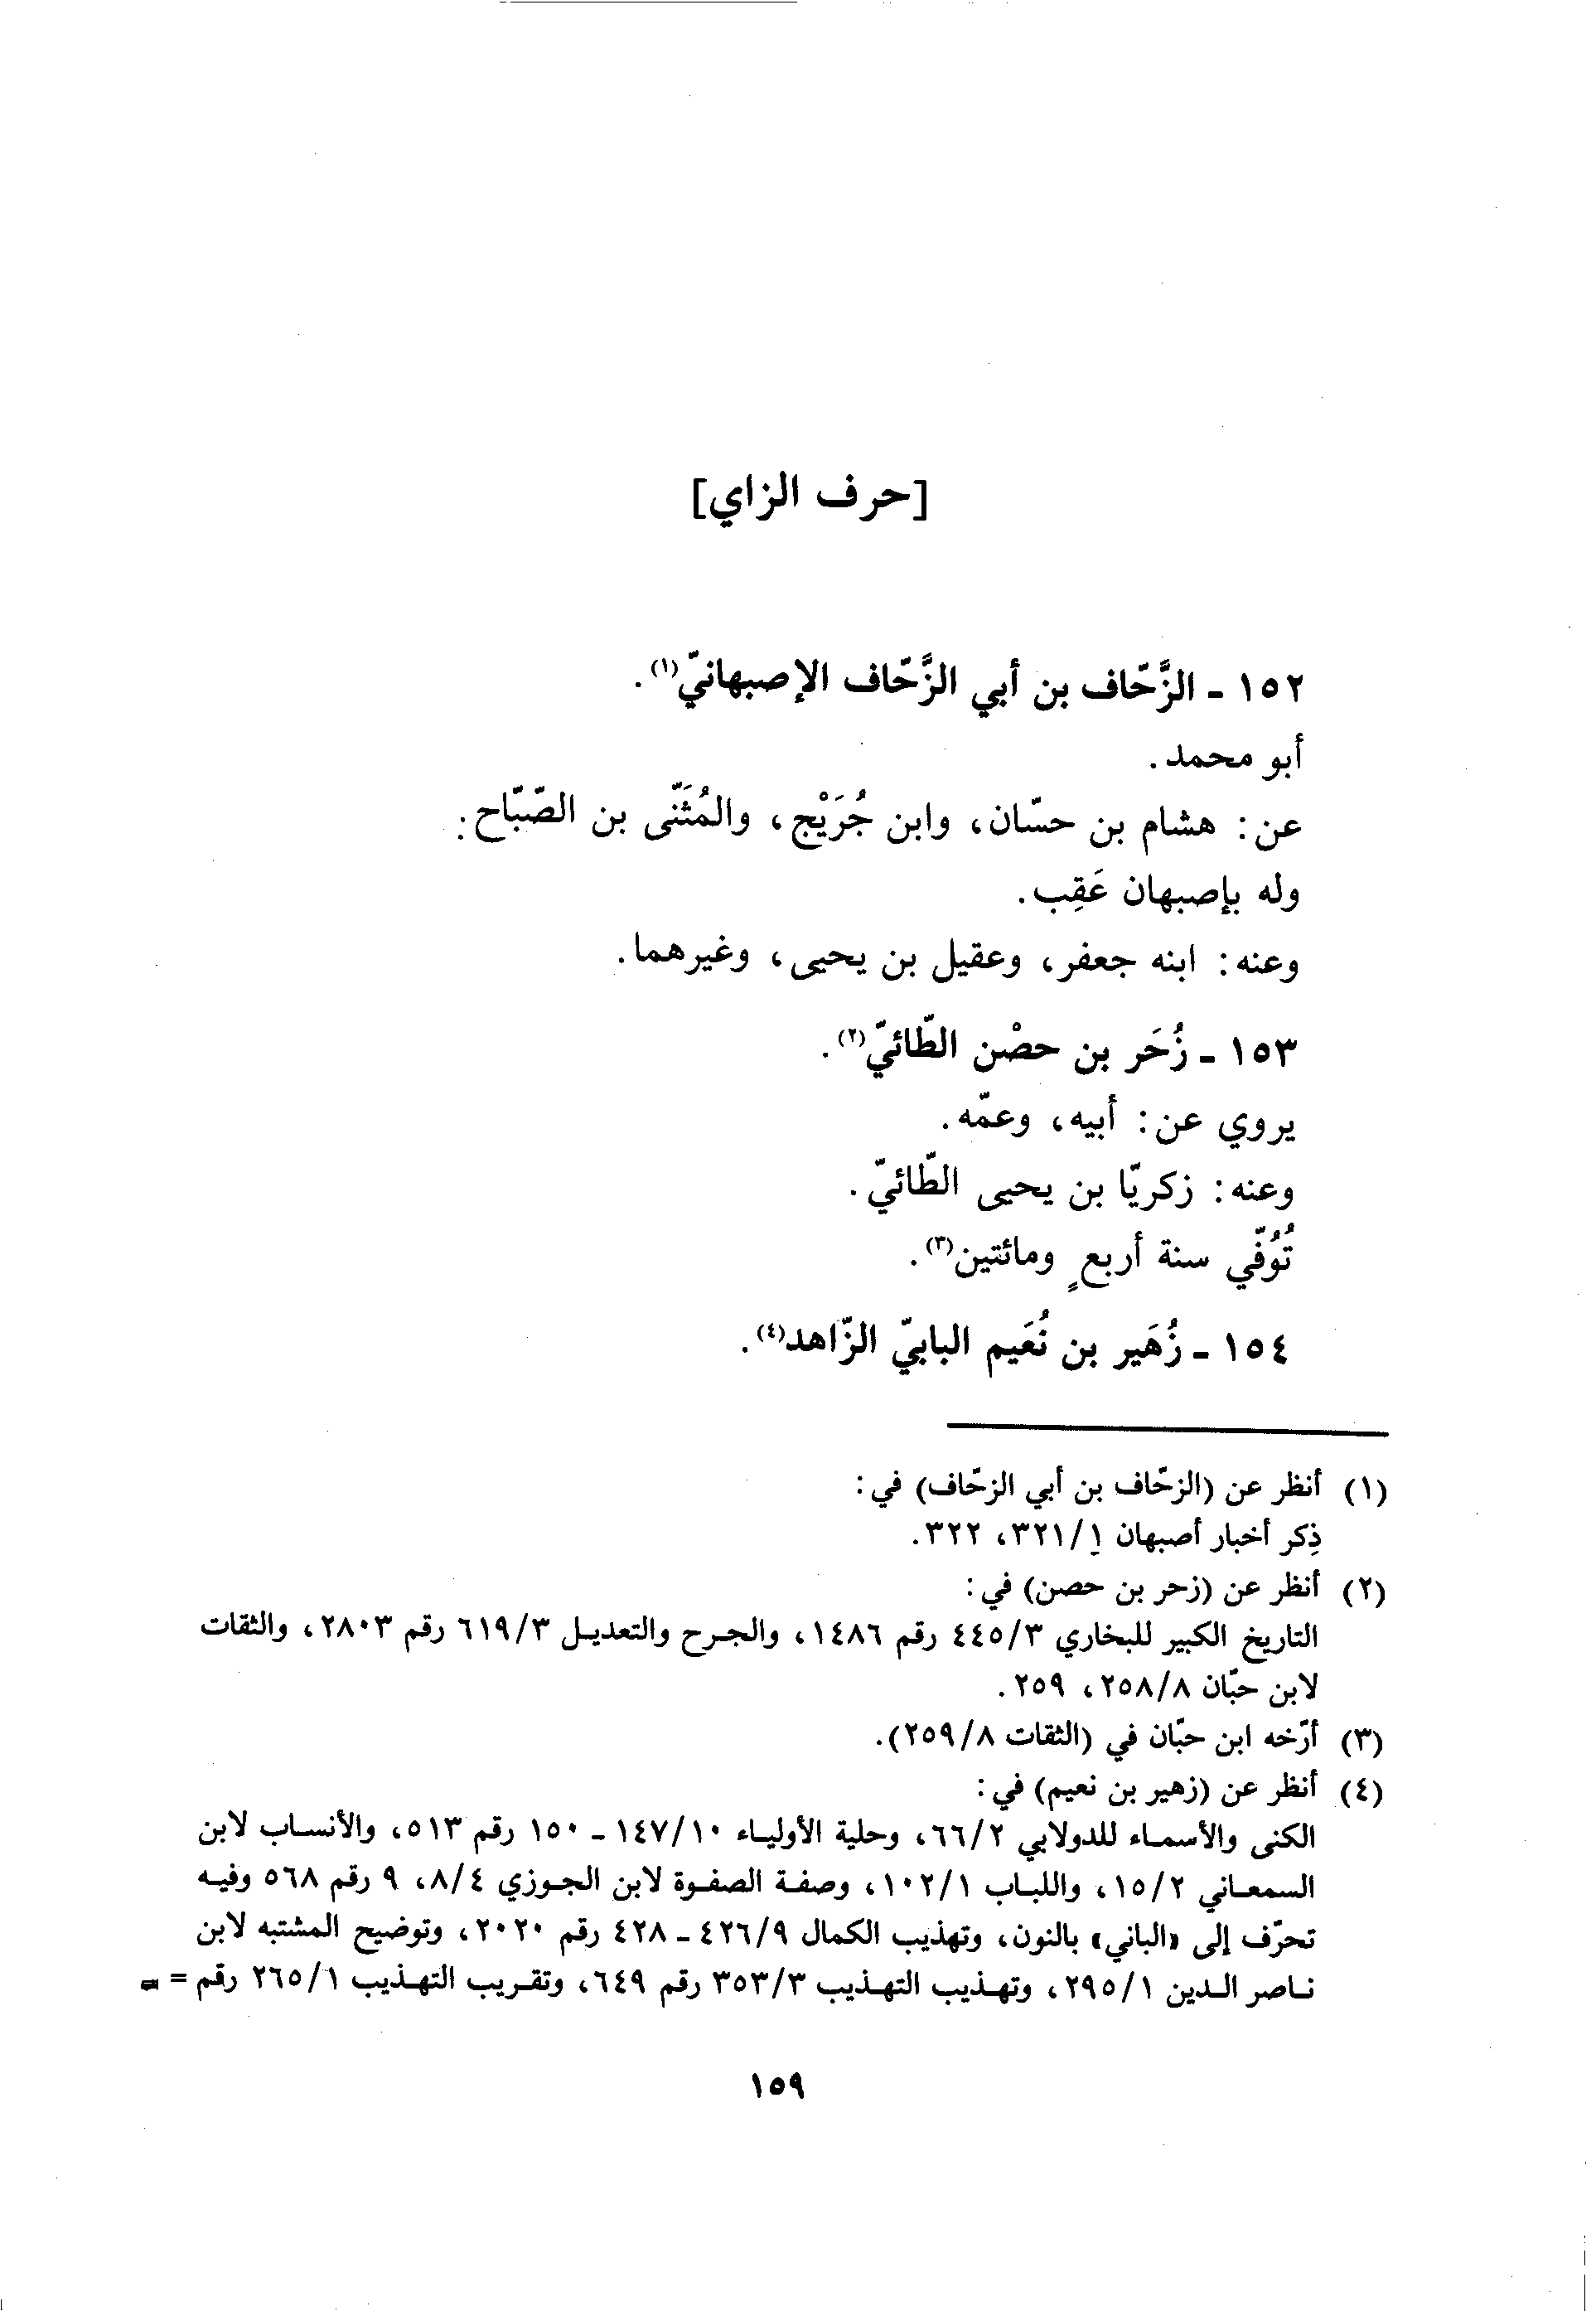 [حرف الزاي]
١٥٢ - الزَّحّاف بن أبي الزَّحّاف الإصبهانيّ(١).
أبو محمد.
عن: هشام بن حسّان، وابن جُرَيْج، والمُثَنّى بن الصّبّاح.
وله بإصبهان عَقِب.
وعنه: ابنه جعفر، وعقيل بن يحيى، وغيرهما.
١٥٣ - زُحَر بن حصْن الطّائيّ(٢).
يروي عن: أبيه، وعمّه.
وعنه: زكريّا بن يحيى الطّائيّ.
تُوُفّي سنة أربعٍ ومائتين(٣).
١٥٤ - زُهَير بن نُعَيم البابيّ الزّاهد(٤).
(١) أنظر عن (الزحّاف بن أبي الزحّاف) في:
ذِكر أخبار أصبهان ٣٢١/١، ٣٢٢.
(٢) أنظر عن (زحر بن حصن) في:
التاريخ الكبير للبخاري ٤٤٥/٣ رقم ١٤٨٦، والجرح والتعديل ٦١٩/٣ رقم ٢٨٠٣، والثقات
لابن حبّان ٢٥٨/٨، ٢٥٩.
(٣) أرّخه ابن حبّان في (الثقات ٢٥٩/٨).
(٤) أنظر عن (زهير بن نعيم) في:
الكنى والأسماء للدولابي ٦٦/٢، وحلية الأولياء ١٤٧/١٠ - ١٥٠ رقم ٥١٣، والأنساب لابن
السمعاني ١٥/٢، واللباب ١٠٢/١، وصفة الصفوة لابن الجوزي ٨/٤، ٩ رقم ٥٦٨ وفيه
تحرّف إلى «الباني» بالنون، وتهذيب الكمال ٤٢٦/٩ - ٤٢٨ رقم ٢٠٢٠، وتوضيح المشتبه لابن
ناصر الدين ٢٩٥/١، وتهذيب التهذيب ٣٥٣/٣ رقم ٦٤٩، وتقريب التهذيب ٢٦٥/١ رقم =
١٥٩